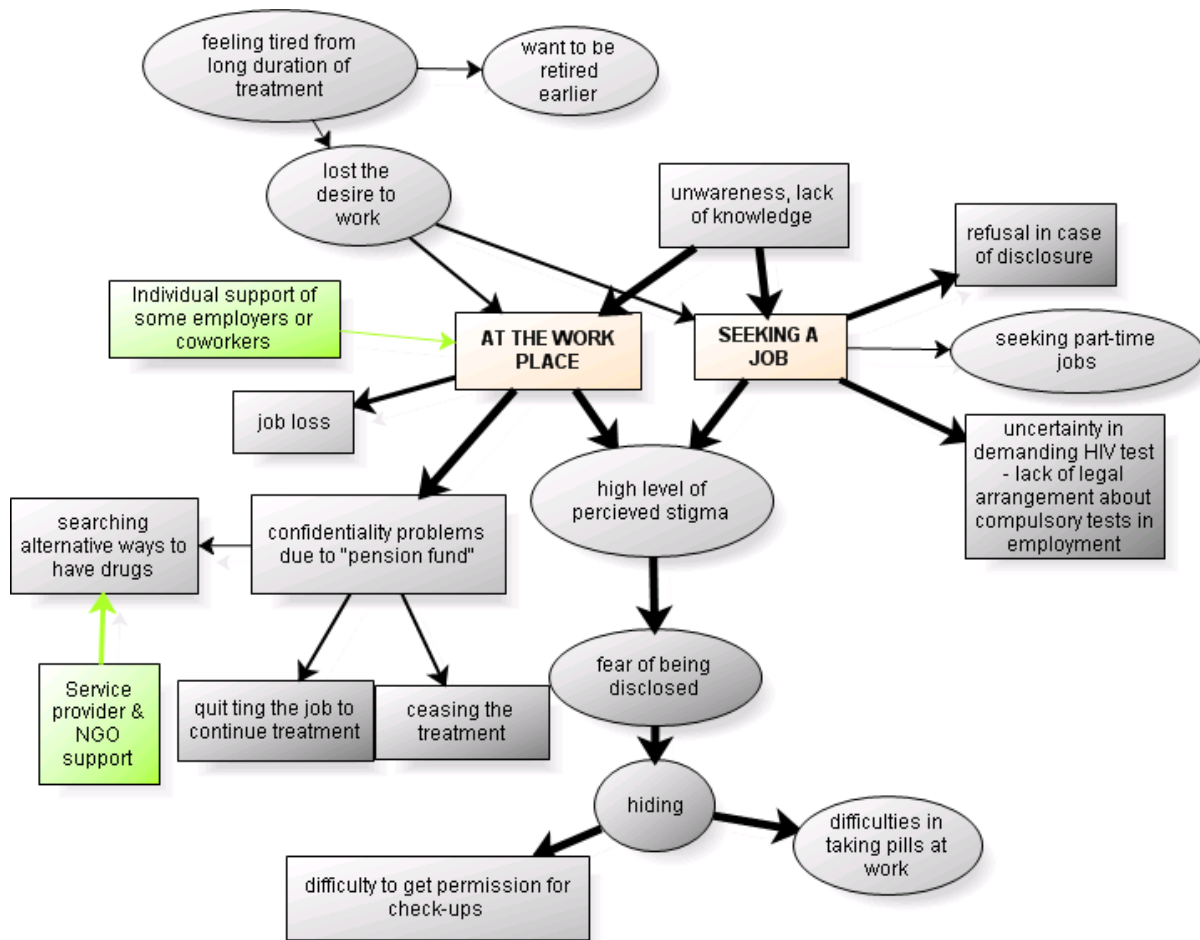 feeling tired from
long duration of
treatment
want to be
retired
earlier
lost the
desire to
work
unwareness, lack
of knowledge
refusal in case
of disclosure
Individual support of
some employers or
coworkers
AT THE WORK
PLACE
SEEKING A
JOB
seeking part-time
jobs
job loss
uncertainty in
demanding HIV test
- lack of legal
arrangement about
compulsory tests in
employment
high level of
percieved stigma
searching
alternative ways to
have drugs
confidentiality problems
due to "pension fund"
fear of being
disclosed
Service
provider &
NGO
support
quitting the job to
continue treatment
ceasing the
treatment
hiding
difficulties in
taking pills at
work
difficulty to get permission for
check-ups